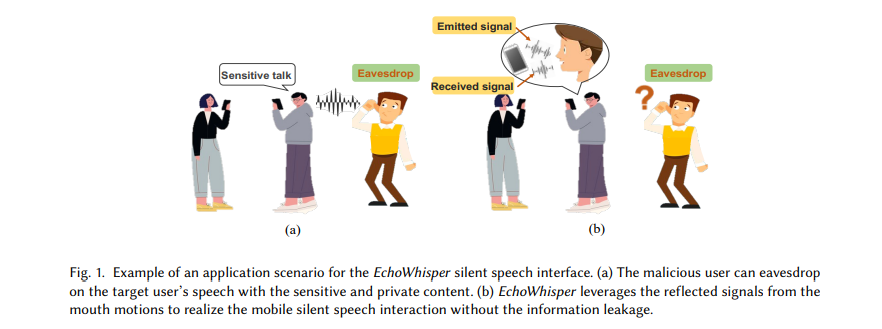 Emitted signal
Sensitive talk
Eavesdrop
Received signal
Eavesdrop
?
(a)
(b)
Fig. 1. Example of an application scenario for the EchoWhisper silent speech interface. (a) The malicious user can eavesdrop
on the target user's speech with the sensitive and private content. (b) EchoWhisper leverages the reflected signals from the
mouth motions to realize the mobile silent speech interaction without the information leakage.